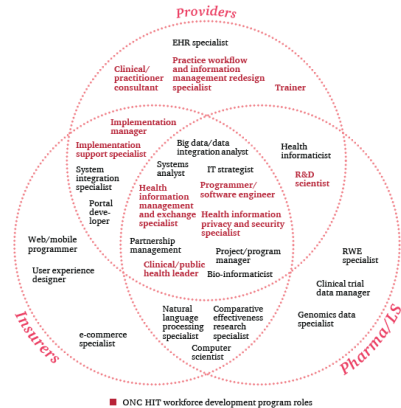 Providers
EHR specialist
Clinical/
practitioner
consultant
Practice workflow
and information
management redesign
specialist
Trainer
Implementation
manager
Implementation
support specialist
Big data/data
integration analyst
Health
informaticist
System
integration
specialist
Systems
analyst
IT strategist
R&D
scientist
Portal
deve-
loper
Health
information
management
and exchange
specialist
Programmer/
software engineer
Health information
privacy and security
specialist
Web/mobile
programmer
Partnership
management
Project/program
manager
RWE
specialist
User experience
designer
Clinical/public
health leader
Bio-informaticist
Clinical trial
data manager
Natural
language
processing
specialist
Comparative
effectiveness
research
specialist
Genomics data
specialist
e-commerce
specialist
Computer
scientist
Insurers
Pharma/LS
ONC HIT workforce development program roles